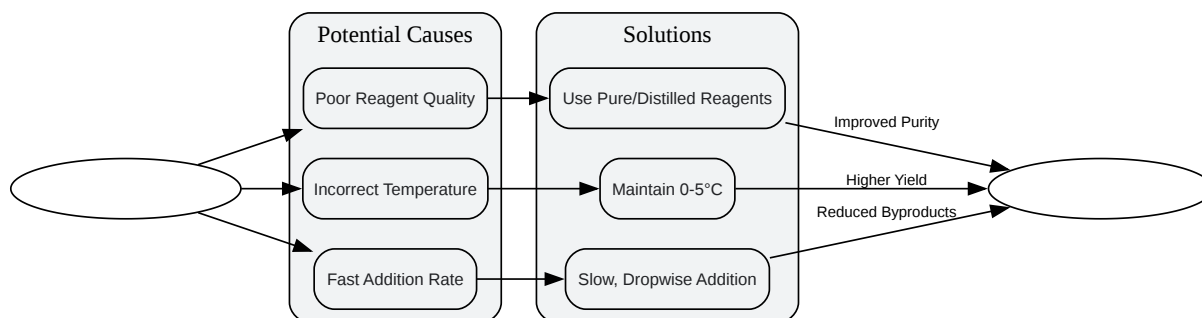 Potential Causes
Solutions
Poor Reagent Quality
Use Pure/Distilled Reagents
Improved Purity
Incorrect Temperature
Maintain 0-5°C
Higher Yield
Reduced Byproducts
Fast Addition Rate
Slow, Dropwise Addition